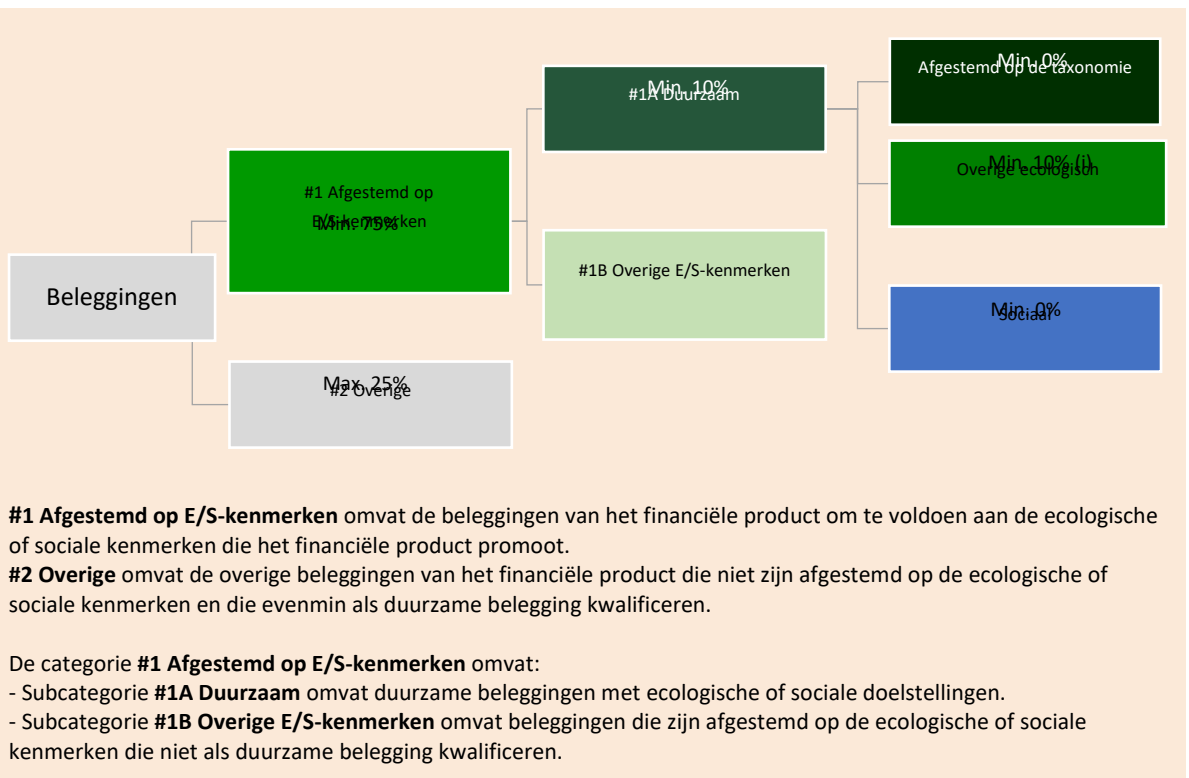 Beleggingen
#1 Afgestemd op
E/S-kenmerken
Min. 75%
Max. 25%
#2 Overige
Min. 10%
#1A Duurzaam
#1B Overige E/S-kenmerken
Min. 0%
Afgestemd op de taxonomie
Min. 10% (i)
Overige ecologisch
Min. 0%
Sociaal
#1 Afgestemd op E/S-kenmerken omvat de beleggingen van het financiële product om te voldoen aan de ecologische
of sociale kenmerken die het financiële product promoot.
#2 Overige omvat de overige beleggingen van het financiële product die niet zijn afgestemd op de ecologische of
sociale kenmerken en die evenmin als duurzame belegging kwalificeren.
De categorie #1 Afgestemd op E/S-kenmerken omvat:
- Subcategorie #1A Duurzaam omvat duurzame beleggingen met ecologische of sociale doelstellingen.
- Subcategorie #1B Overige E/S-kenmerken omvat beleggingen die zijn afgestemd op de ecologische of sociale
kenmerken die niet als duurzame belegging kwalificeren.